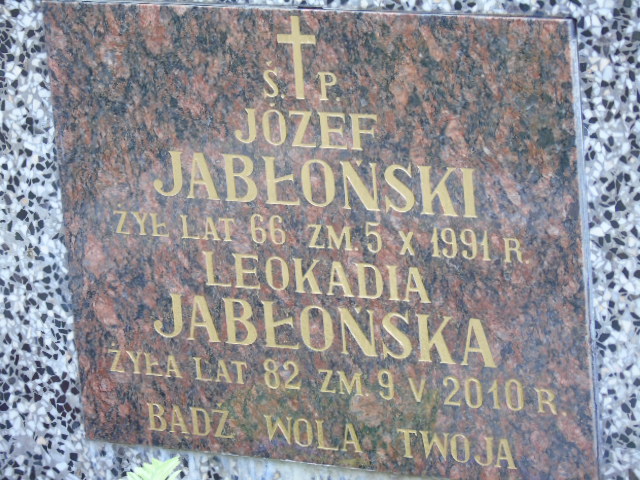 Ś. P.
JÓZEF
JABŁOŃSKI
ŻYŁ LAT 66 ZM. 5 X 1991 R.
LEOKADIA
JABŁOŃSKA
ŻYŁA LAT 82 ZM. 9 V 2010 R.
BĄDŹ WOLA TWOJA